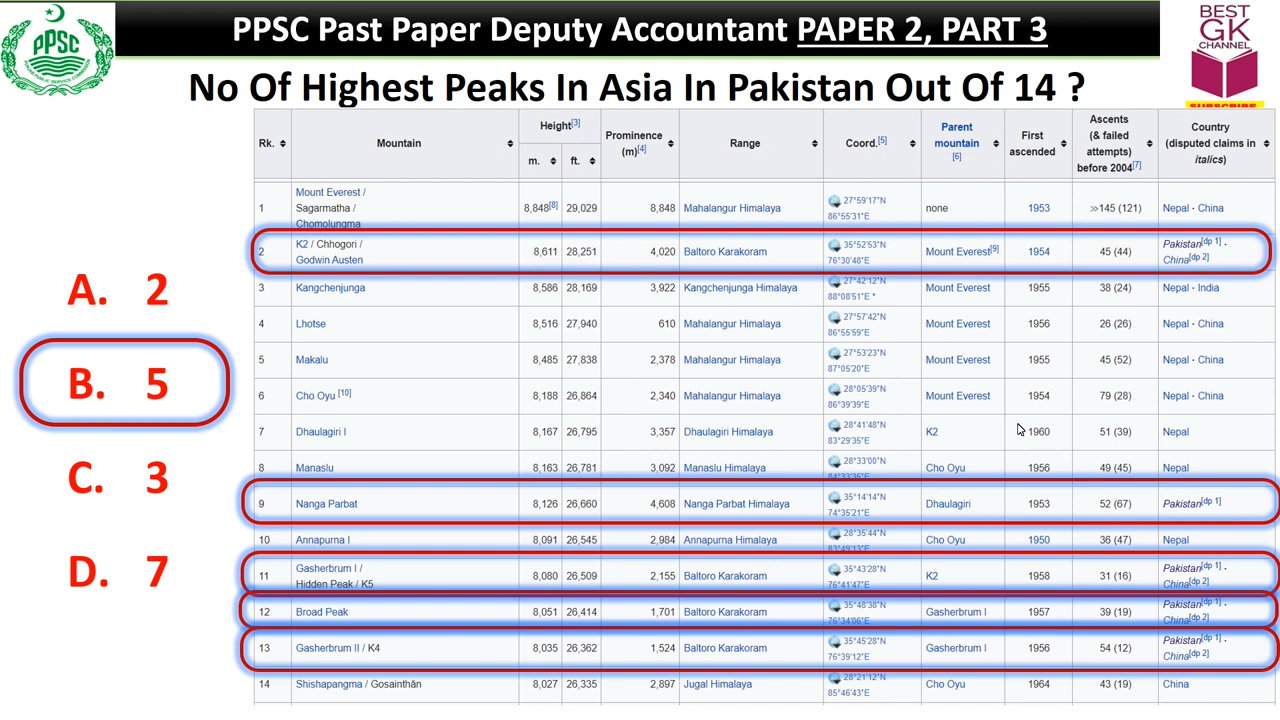 PPSC Past Paper Deputy Accountant PAPER 2, PART 3
PPSC
BEST
GK
CHANNEL
SUBSCRIBE
No Of Highest Peaks In Asia In Pakistan Out Of 14 ?
A. 2
B. 5
C. 3
D. 7
Rk. Mountain Height[3] m. ft. Prominence (m)[4] Range Coord.[5] Parent mountain [6] First ascended Ascents (& failed attempts) before 2004[7] Country (disputed claims in italics)
1 Mount Everest / Sagarmatha / Chomolungma 8,848[8] 29,029 8,848 Mahalangur Himalaya 27°59′17″N 86°55′31″E none 1953 ≫145 (121) Nepal · China
2 K2 / Chhogori / Godwin Austen 8,611 28,251 4,020 Baltoro Karakoram 35°52′53″N 76°30′48″E Mount Everest[9] 1954 45 (44) Pakistan[dp 1] · China[dp 2]
3 Kangchenjunga 8,586 28,169 3,922 Kangchenjunga Himalaya 27°42′12″N 88°08′51″E * Mount Everest 1955 38 (24) Nepal · India
4 Lhotse 8,516 27,940 610 Mahalangur Himalaya 27°57′42″N 86°55′59″E Mount Everest 1956 26 (26) Nepal · China
5 Makalu 8,485 27,838 2,378 Mahalangur Himalaya 27°53′23″N 87°05′20″E Mount Everest 1955 45 (52) Nepal · China
6 Cho Oyu [10] 8,188 26,864 2,340 Mahalangur Himalaya 28°05′39″N 86°39′39″E Mount Everest 1954 79 (28) Nepal · China
7 Dhaulagiri I 8,167 26,795 3,357 Dhaulagiri Himalaya 28°41′48″N 83°29′35″E K2 1960 51 (39) Nepal
8 Manaslu 8,163 26,781 3,092 Manaslu Himalaya 28°33′00″N 84°33′35″E Cho Oyu 1956 49 (45) Nepal
9 Nanga Parbat 8,126 26,660 4,608 Nanga Parbat Himalaya 35°14′14″N 74°35′21″E Dhaulagiri 1953 52 (67) Pakistan[dp 1]
10 Annapurna I 8,091 26,545 2,984 Annapurna Himalaya 28°35′44″N 83°49′13″E Cho Oyu 1950 36 (47) Nepal
11 Gasherbrum I / Hidden Peak / K5 8,080 26,509 2,155 Baltoro Karakoram 35°43′28″N 76°41′47″E K2 1958 31 (16) Pakistan[dp 1] · China[dp 2]
12 Broad Peak 8,051 26,414 1,701 Baltoro Karakoram 35°48′38″N 76°34′06″E Gasherbrum I 1957 39 (19) Pakistan[dp 1] · China[dp 2]
13 Gasherbrum II / K4 8,035 26,362 1,524 Baltoro Karakoram 35°45′28″N 76°39′12″E Gasherbrum I 1956 54 (12) Pakistan[dp 1] · China[dp 2]
14 Shishapangma / Gosainthān 8,027 26,335 2,897 Jugal Himalaya 28°21′12″N 85°46′43″E Cho Oyu 1964 43 (19) China